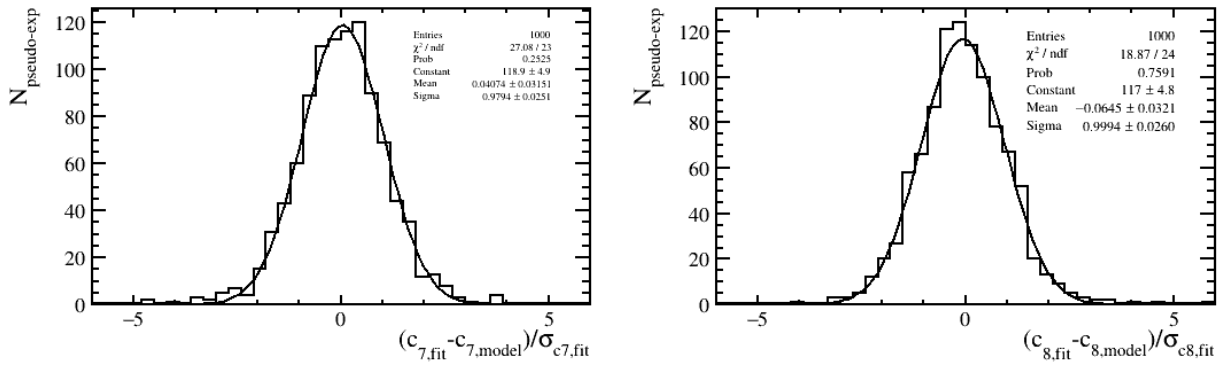 N_pseudo-exp
120
100
80
60
40
20
0
Entries 1000
χ² / ndf 27.08 / 23
Prob 0.2525
Constant 118.9 ± 4.9
Mean 0.04074 ± 0.03151
Sigma 0.9794 ± 0.0251
−5 0 5
(c_7,fit-c_7,model)/σ_c7,fit
N_pseudo-exp
120
100
80
60
40
20
0
Entries 1000
χ² / ndf 18.87 / 24
Prob 0.7591
Constant 117 ± 4.8
Mean −0.0645 ± 0.0321
Sigma 0.9994 ± 0.0260
−5 0 5
(c_8,fit-c_8,model)/σ_c8,fit